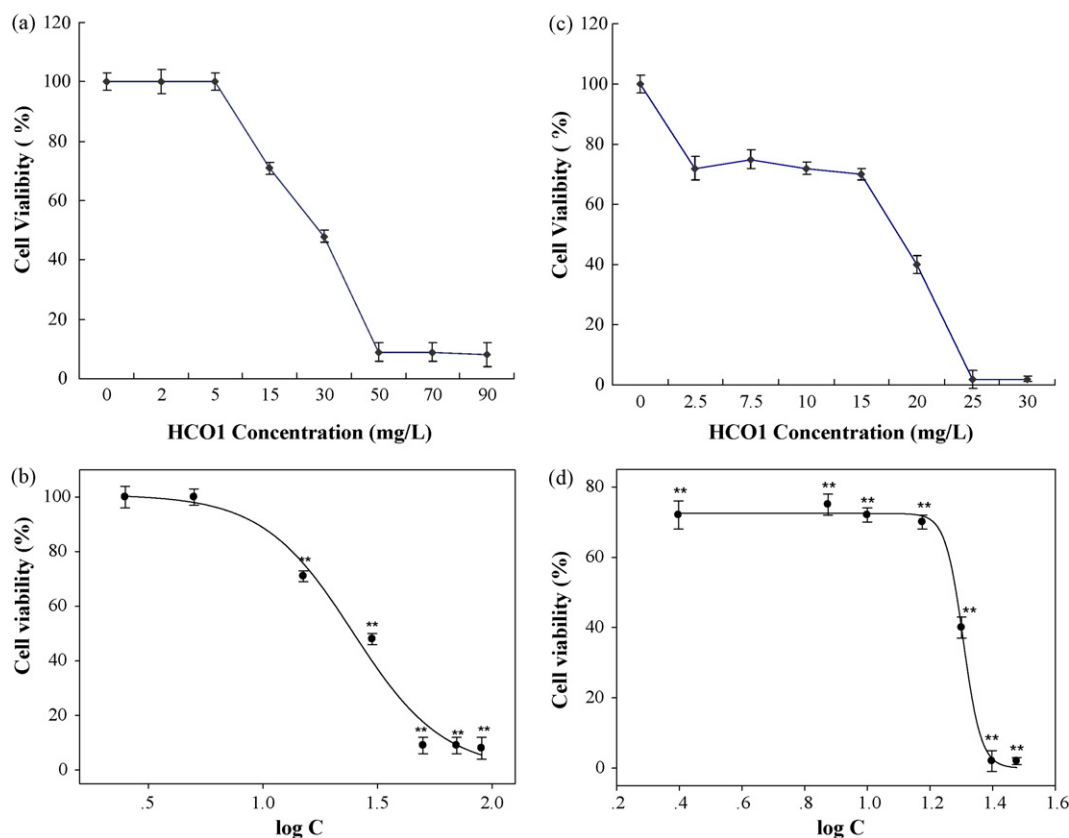 (a)
120
100
80
60
40
20
0
Cell Vialibity ( %)
0 2 5 15 30 50 70 90
HCO1 Concentration (mg/L)
(c)
120
100
80
60
40
20
0
Cell Vialibity ( %)
0 2.5 7.5 10 15 20 25 30
HCO1 Concentration (mg/L)
(b)
100
80
60
40
20
0
Cell viability (%)
**
**
** ** **
.5 1.0 1.5 2.0
log C
(d)
80
60
40
20
0
Cell viability (%)
** ** ** **
**
** **
.2 .4 .6 .8 1.0 1.2 1.4 1.6
log C